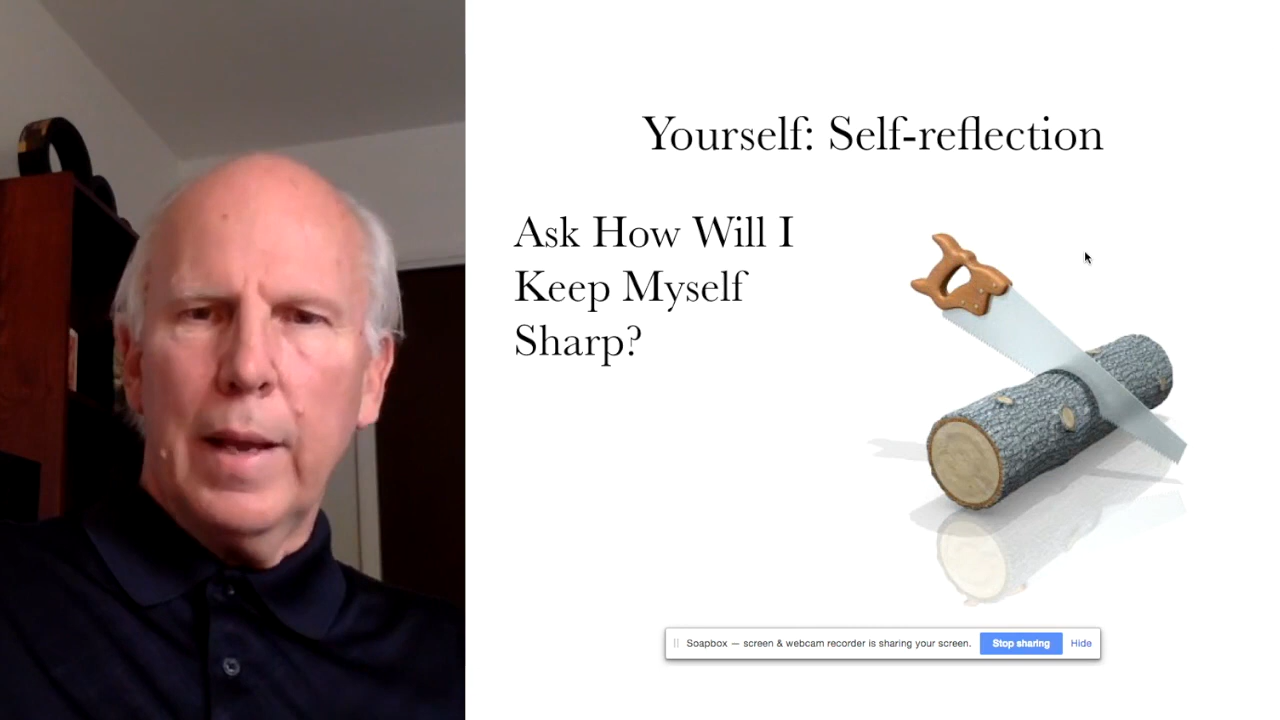 Yourself: Self-reflection
Ask How Will I
Keep Myself
Sharp?
Soapbox — screen & webcam recorder is sharing your screen. Stop sharing Hide